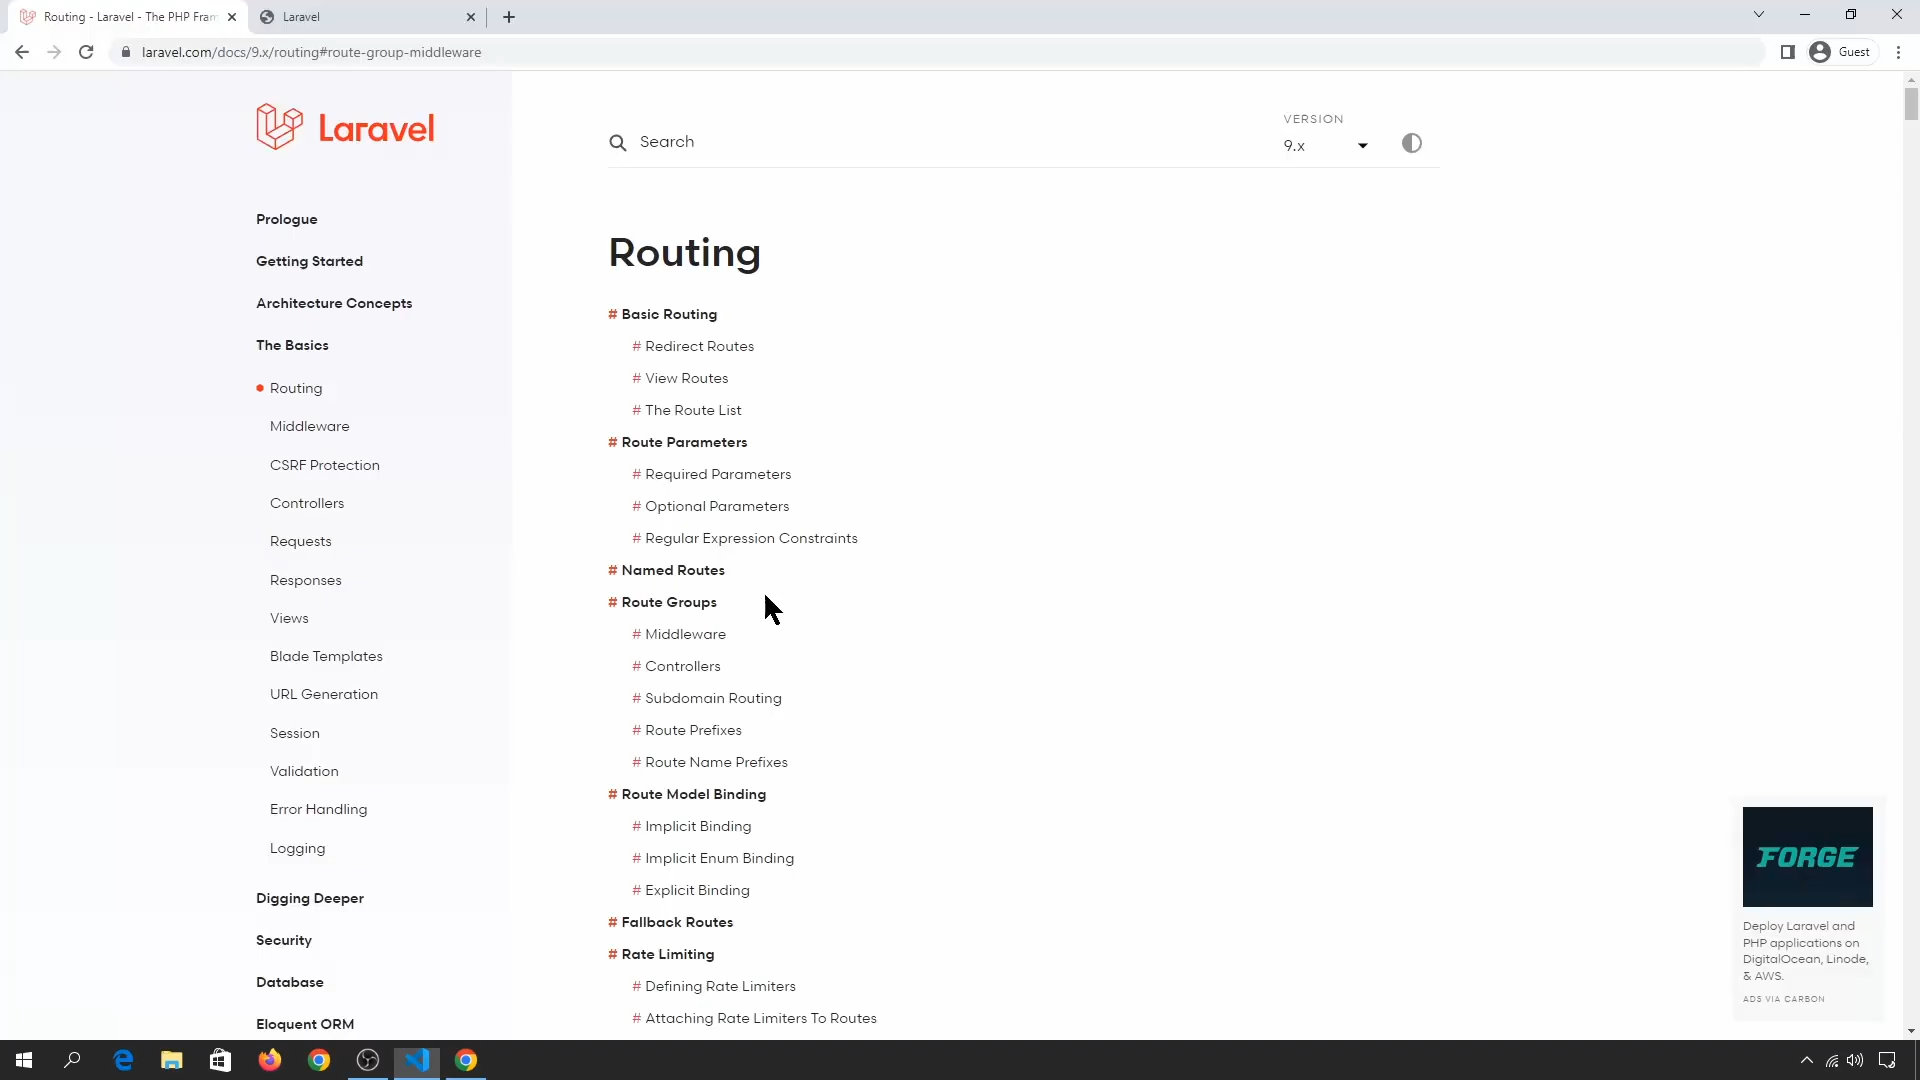 Routing - Laravel - The PHP Fram
Laravel
laravel.com/docs/9.x/routing#route-group-middleware
Guest
Laravel
Prologue
Getting Started
Architecture Concepts
The Basics
Routing
Middleware
CSRF Protection
Controllers
Requests
Responses
Views
Blade Templates
URL Generation
Session
Validation
Error Handling
Logging
Digging Deeper
Security
Database
Eloquent ORM
Search
VERSION
9.x
Routing
# Basic Routing
# Redirect Routes
# View Routes
# The Route List
# Route Parameters
# Required Parameters
# Optional Parameters
# Regular Expression Constraints
# Named Routes
# Route Groups
# Middleware
# Controllers
# Subdomain Routing
# Route Prefixes
# Route Name Prefixes
# Route Model Binding
# Implicit Binding
# Implicit Enum Binding
# Explicit Binding
# Fallback Routes
# Rate Limiting
# Defining Rate Limiters
# Attaching Rate Limiters To Routes
FORGE
Deploy Laravel and
PHP applications on
DigitalOcean, Linode,
& AWS.
ADS VIA CARBON